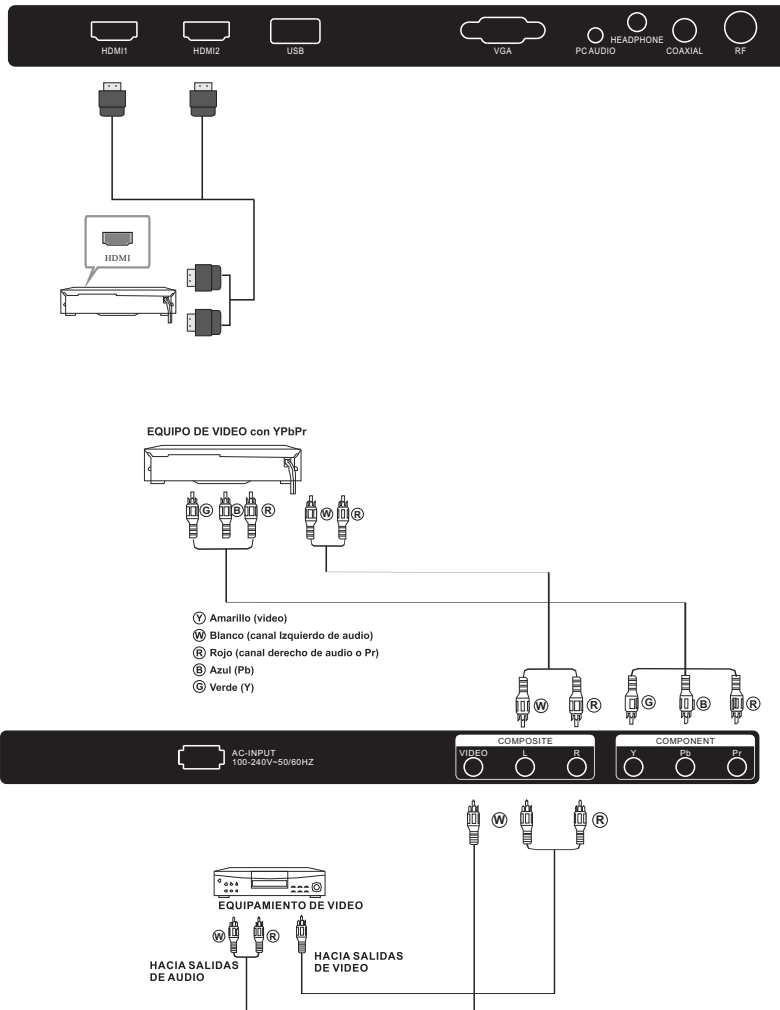 HDMI1 HDMI2 USB VGA PC AUDIO HEADPHONE COAXIAL RF
HDMI
EQUIPO DE VIDEO con YPbPr
G B R W R
Y Amarillo (video)
W Blanco (canal Izquierdo de audio)
R Rojo (canal derecho de audio o Pr)
B Azul (Pb)
G Verde (Y)
W R G B R
AC-INPUT
100-240V~50/60HZ
COMPOSITE
VIDEO L R
COMPONENT
Y Pb Pr
W R
EQUIPAMIENTO DE VIDEO
W R
HACIA SALIDAS
DE AUDIO
HACIA SALIDAS
DE VIDEO